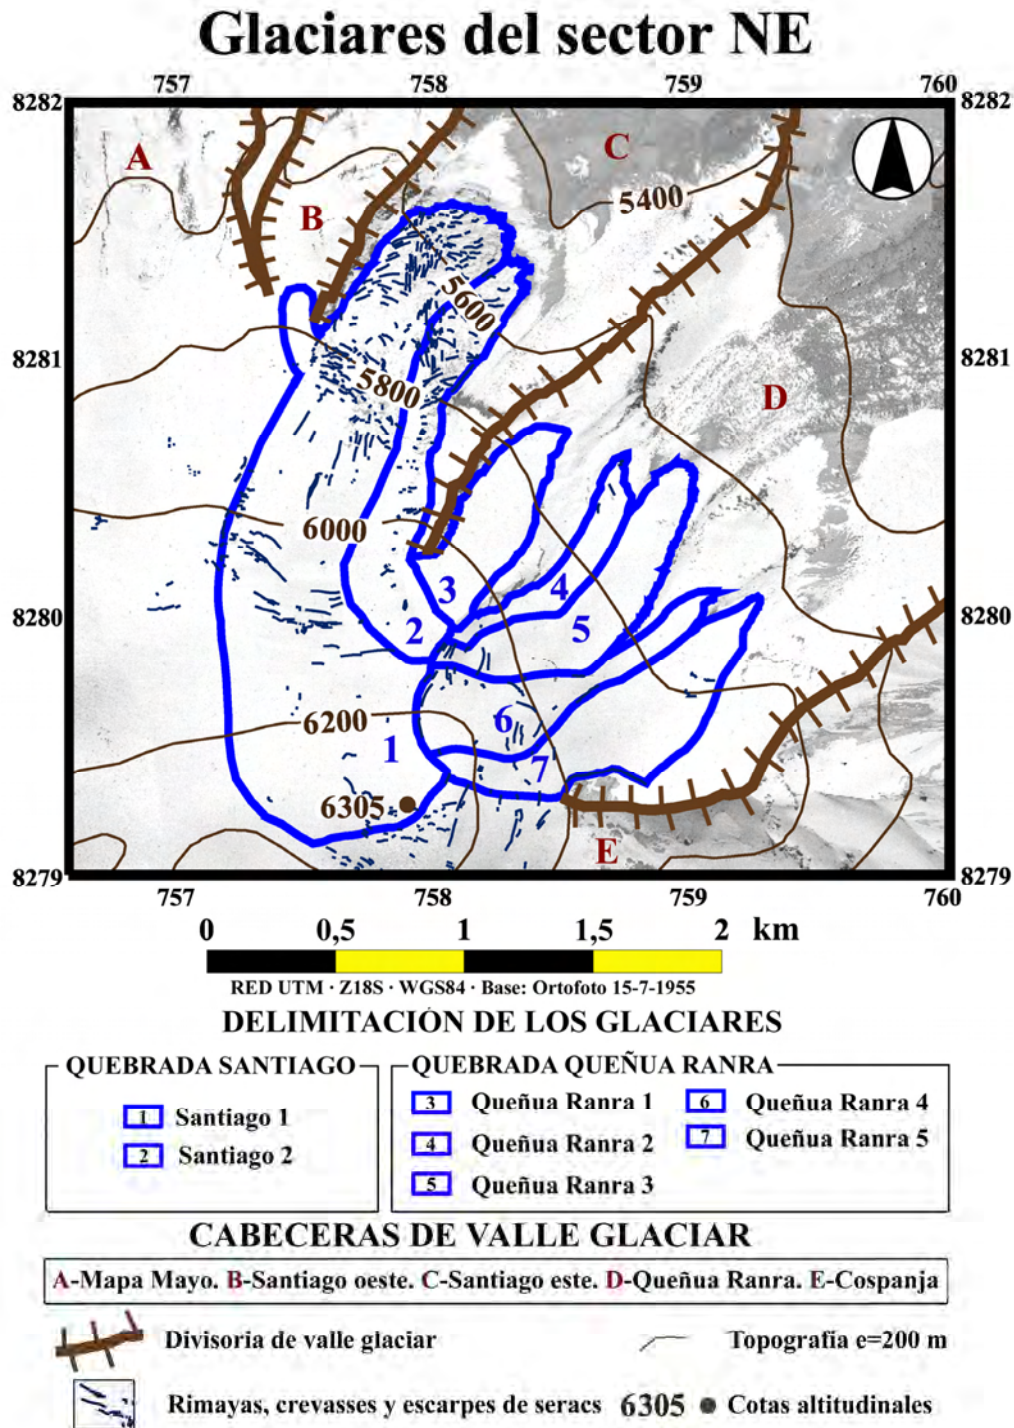 Glaciares del sector NE
757 758 759 760
8282 8282
A B C
5400
5600
8281 8281
5800
D
6000
3 4
8280 8280
2 5
6200
6
1 7
6305
E
8279 8279
757 758 759 760
0 0,5 1 1,5 2 km
RED UTM · Z18S · WGS84 · Base: Ortofoto 15-7-1955
DELIMITACIÓN DE LOS GLACIARES
QUEBRADA SANTIAGO
1 Santiago 1
2 Santiago 2
QUEBRADA QUEÑUA RANRA
3 Queñua Ranra 1
4 Queñua Ranra 2
5 Queñua Ranra 3
6 Queñua Ranra 4
7 Queñua Ranra 5
CABECERAS DE VALLE GLACIAR
A-Mapa Mayo. B-Santiago oeste. C-Santiago este. D-Queñua Ranra. E-Cospanja
Divisoria de valle glaciar
Topografía e=200 m
Rimayas, crevasses y escarpes de seracs
6305 Cotas altitudinales